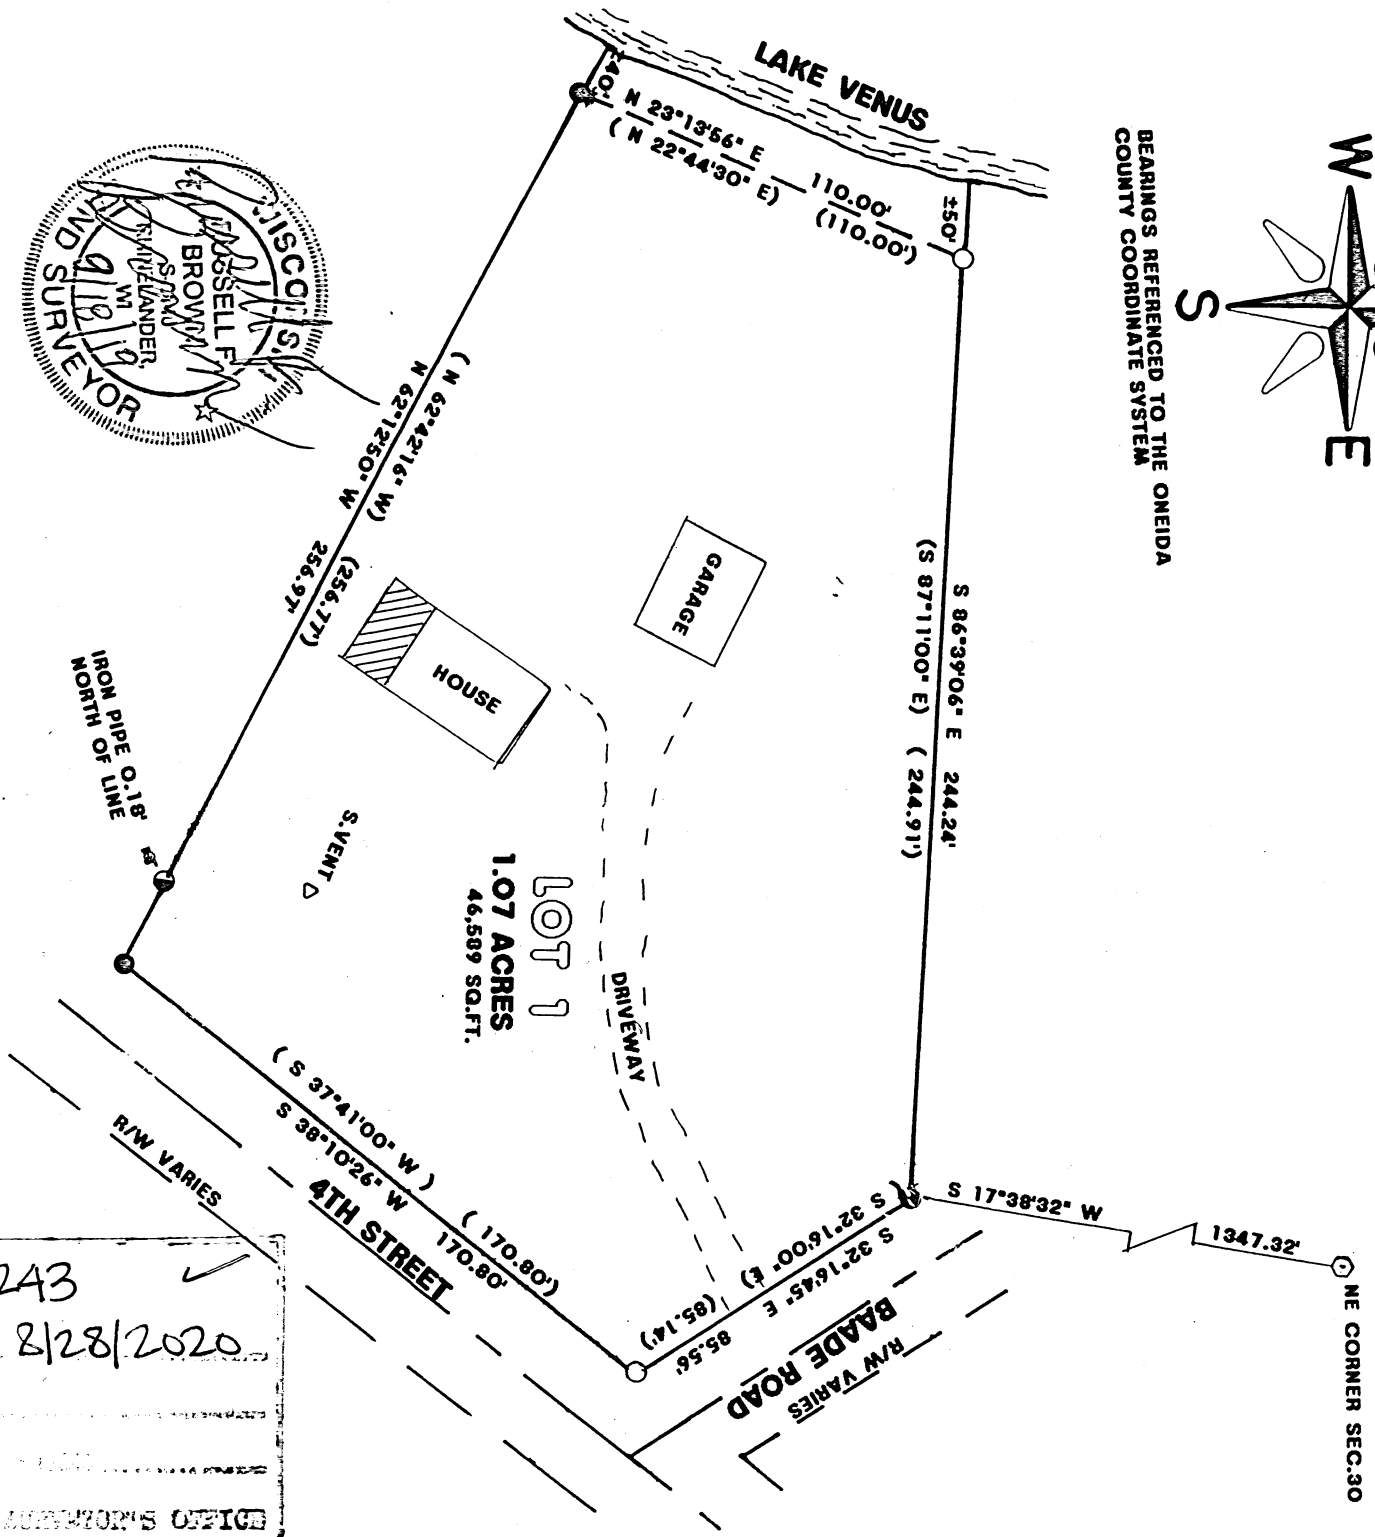 W
S
E
BEARINGS REFERENCED TO THE ONEIDA
COUNTY COORDINATE SYSTEM
LAKE VENUS
±40'
N 23°13'56" E 110.00'
( N 22°44'30" E) (110.00')
±50'
S 86°39'06" E 244.24'
(S 87°11'00" E) ( 244.91')
S 17°38'32" W 1347.32'
NE CORNER SEC.30
GARAGE
HOUSE
( N 62°42'16" W) (256.77')
N 62°12'50" W 256.97'
IRON PIPE 0.18'
NORTH OF LINE
S.VENT
LOT 1
1.07 ACRES
46,589 SQ.FT.
DRIVEWAY
( S 32°16'00" E) (85.14')
S 32°16'45" E 85.56'
BAADE ROAD
R/W VARIES
( S 37°41'00" W ) ( 170.80')
S 38°10'26" W 170.80'
4TH STREET
R/W VARIES
RUSSELL F.
BROWN
RHINELANDER,
WI
SURVEYOR
243
8/28/2020
SURVEYOR'S OFFICE